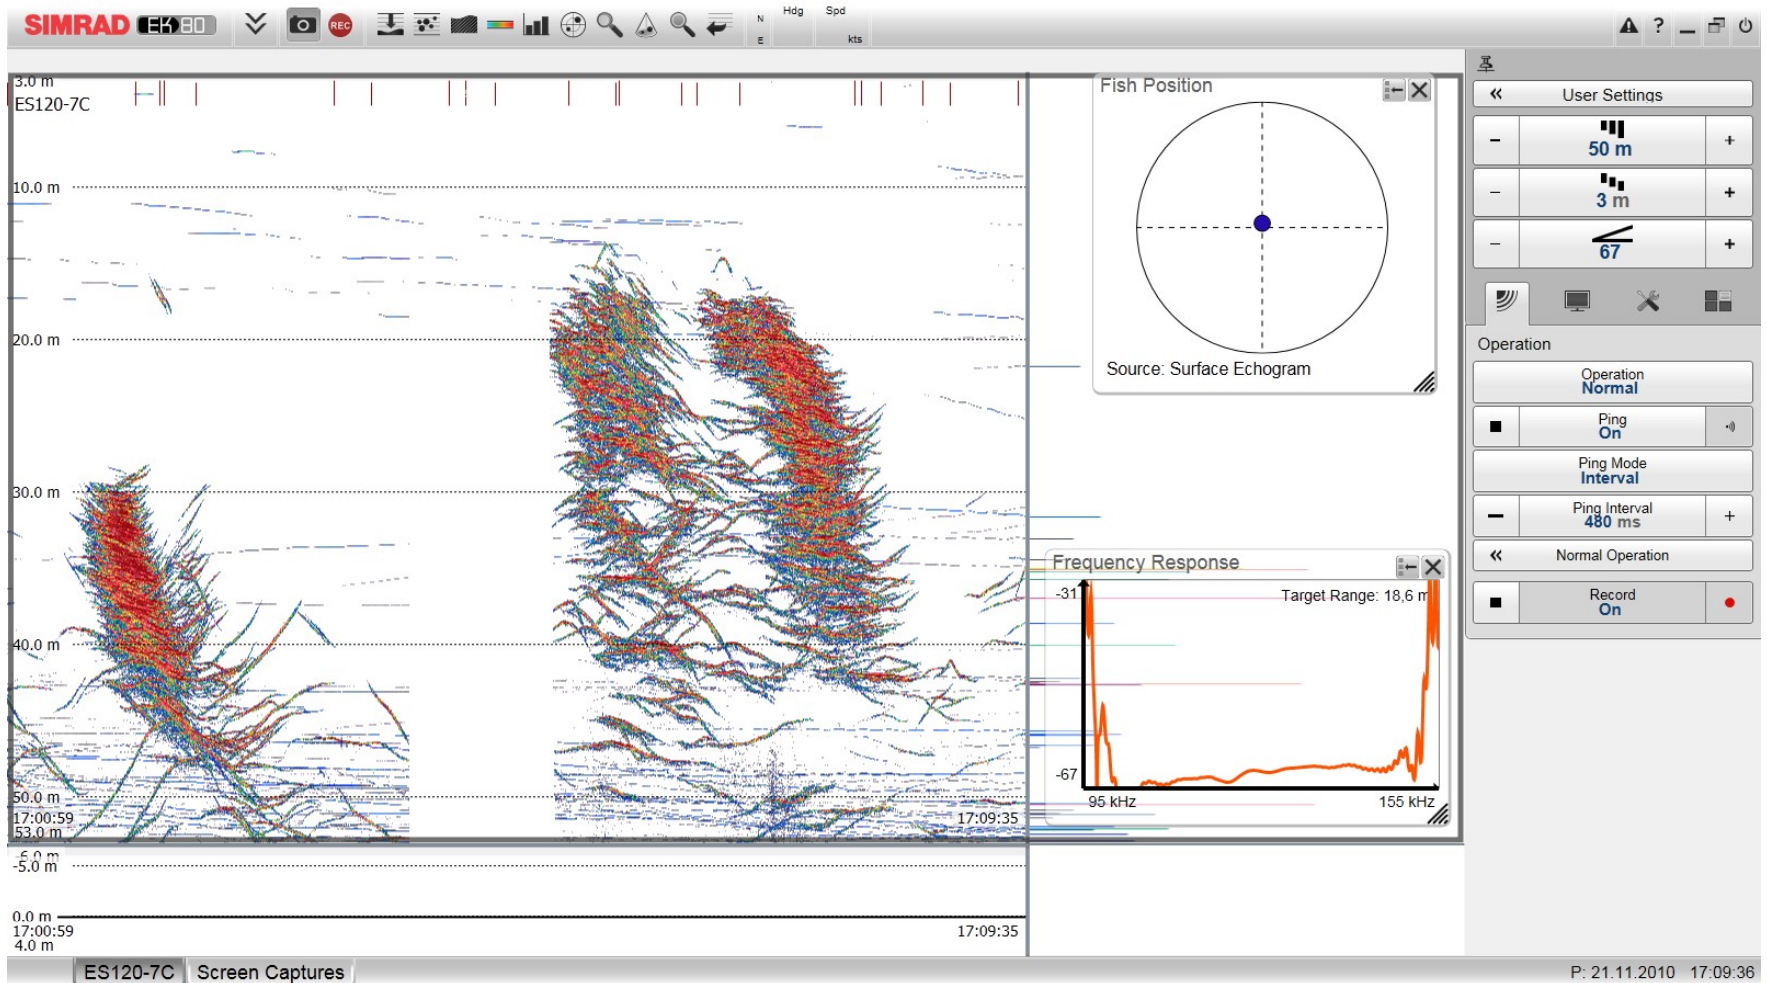 SIMRAD EK80
REC
N
E
Hdg
Spd
kts
?
3.0 m
ES120-7C
10.0 m
20.0 m
30.0 m
40.0 m
50.0 m
17:00:59
53.0 m
17:09:35
Fish Position
Source: Surface Echogram
Frequency Response
-31
Target Range: 18,6 m
-67
95 kHz
155 kHz
-6.0 m
-5.0 m
0.0 m
17:00:59
4.0 m
17:09:35
User Settings
- 50 m +
- 3 m +
- 67 +
Operation
Operation
Normal
Ping
On
Ping Mode
Interval
Ping Interval
- 480 ms +
Normal Operation
Record
On
ES120-7C
Screen Captures
P: 21.11.2010 17:09:36